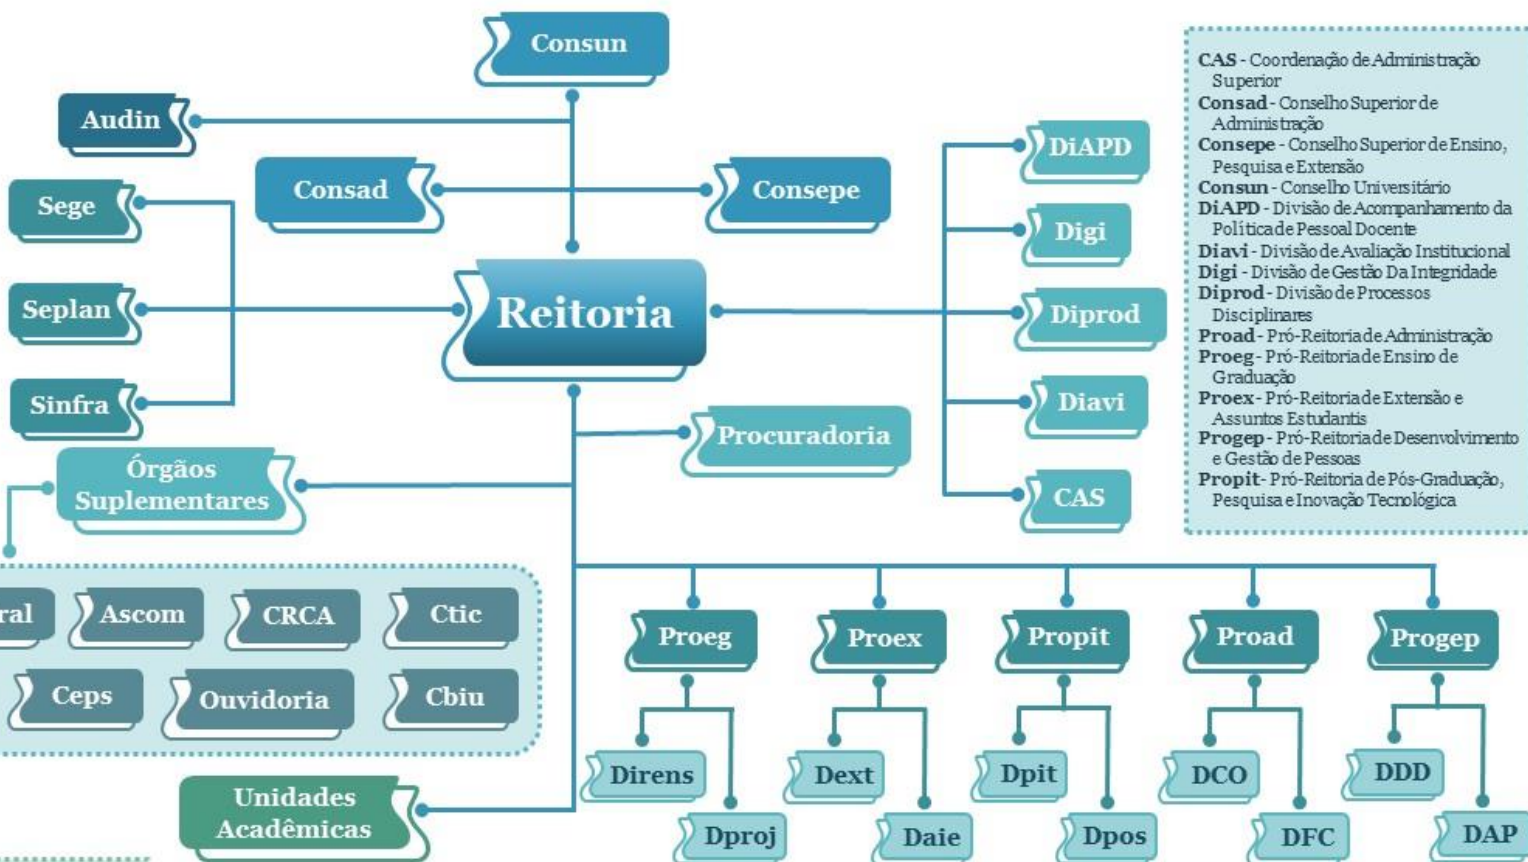 Consun
Audin
Consad
Consepe
Sege
Seplan
Sinfra
Reitoria
DiAPD
Digi
Diprod
Diavi
CAS
Procuradoria
Órgãos
Suplementares
Ascom
CRCA
Ctic
Ceps
Ouvidoria
Cbiu
Unidades
Acadêmicas
Proeg
Proex
Propit
Proad
Progep
Direns
Dext
Dpit
DCO
DDD
Dproj
Daie
Dpos
DFC
DAP
CAS - Coordenação de Administração
Superior
Consad - Conselho Superior de
Administração
Consepe - Conselho Superior de Ensino,
Pesquisa e Extensão
Consun - Conselho Universitário
DiAPD - Divisão de Acompanhamento da
Política de Pessoal Docente
Diavi - Divisão de Avaliação Institucional
Digi - Divisão de Gestão Da Integridade
Diprod - Divisão de Processos
Disciplinares
Proad - Pró-Reitoria de Administração
Proeg - Pró-Reitoria de Ensino de
Graduação
Proex - Pró-Reitoria de Extensão e
Assuntos Estudantis
Progep - Pró-Reitoria de Desenvolvimento
e Gestão de Pessoas
Propit - Pró-Reitoria de Pós-Graduação,
Pesquisa e Inovação Tecnológica